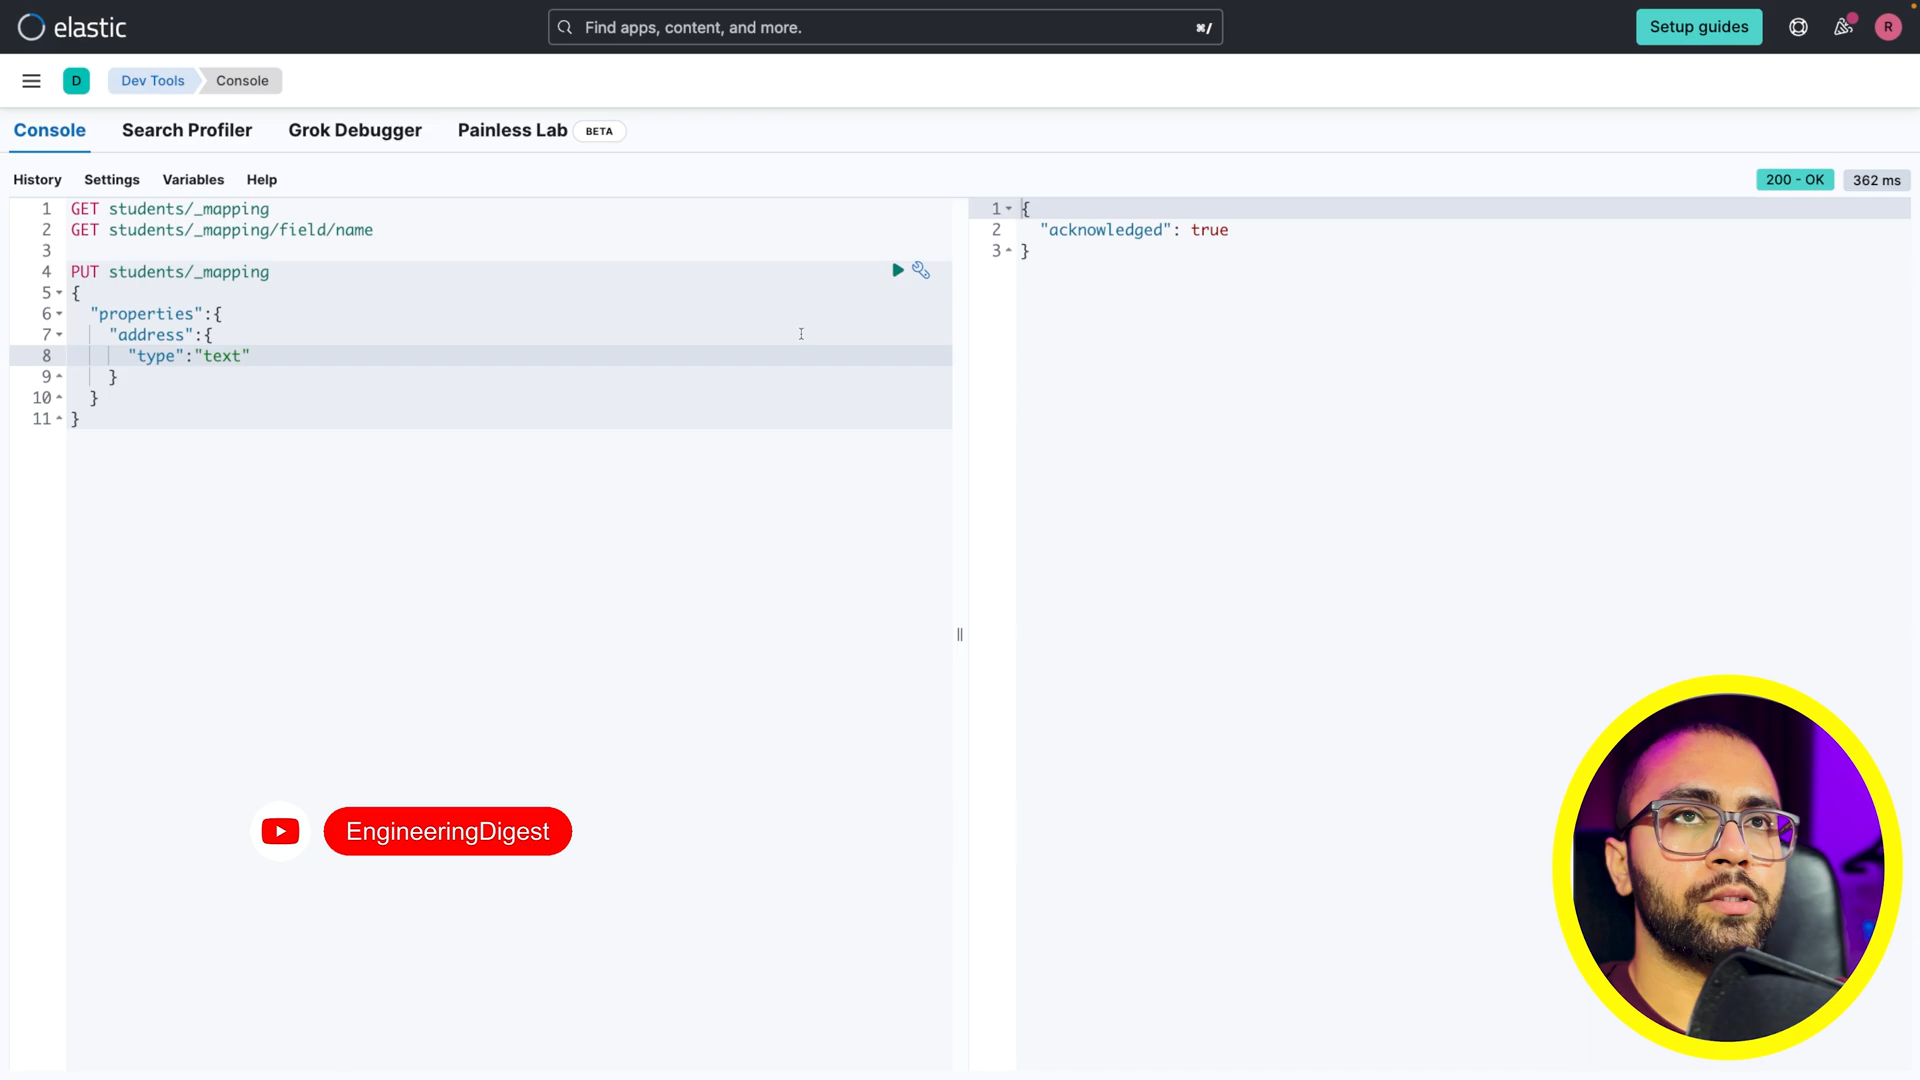 elastic
Find apps, content, and more.
⌘/
Setup guides
R
D
Dev Tools
Console
Console
Search Profiler
Grok Debugger
Painless Lab
BETA
History
Settings
Variables
Help
200 - OK
362 ms
1 GET students/_mapping
2 GET students/_mapping/field/name
3
4 PUT students/_mapping
5 {
6 "properties":{
7 "address":{
8 "type":"text"
9 }
10 }
11 }
1 {
2 "acknowledged": true
3 }
EngineeringDigest